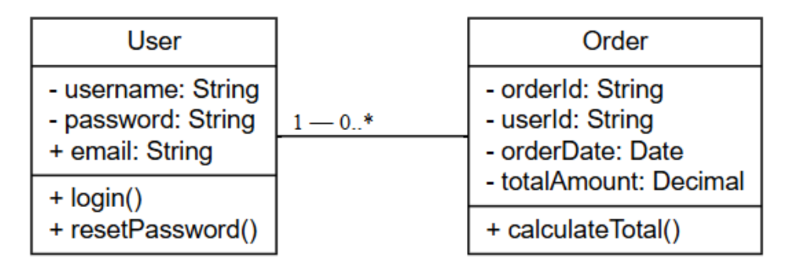 User
- username: String
- password: String
+ email: String
+ login()
+ resetPassword()
1 — 0..*
Order
- orderId: String
- userId: String
- orderDate: Date
- totalAmount: Decimal
+ calculateTotal()